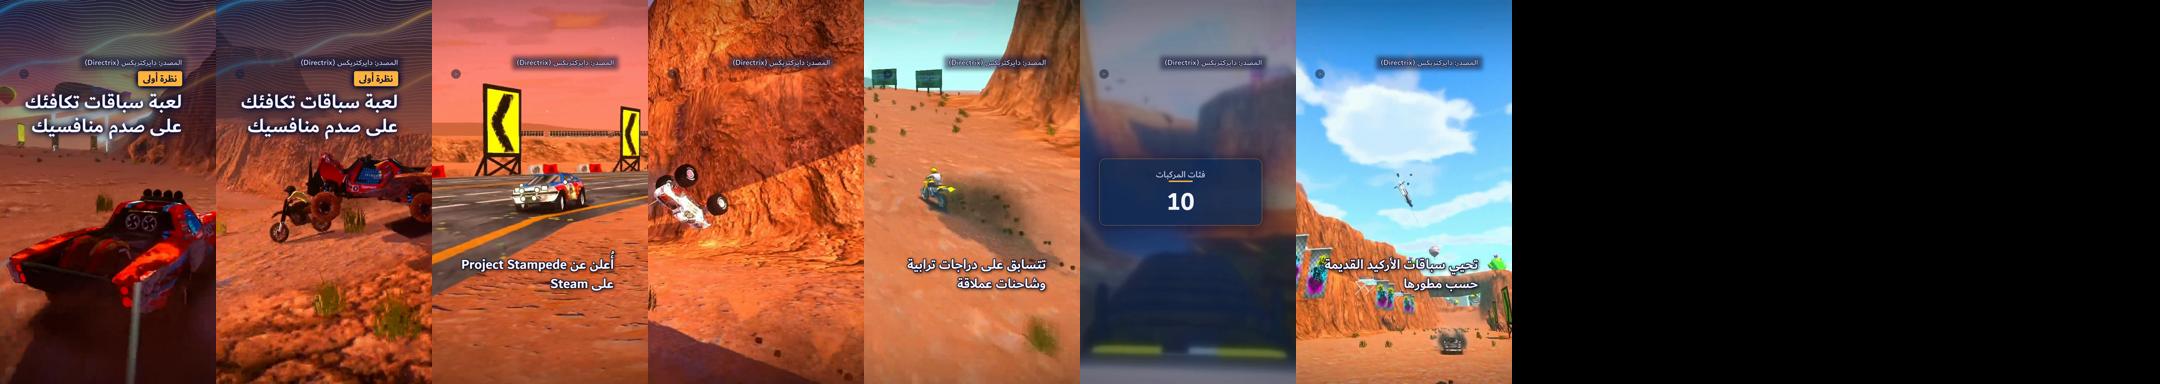 المصدر: دايركتريكس (Directrix)
نظرة أولى
لعبة سباقات تكافئك
على صدم منافسيك
المصدر: دايركتريكس (Directrix)
نظرة أولى
لعبة سباقات تكافئك
على صدم منافسيك
المصدر: دايركتريكس (Directrix)
أُعلن عن Project Stampede
على Steam
المصدر: دايركتريكس (Directrix)
المصدر: دايركتريكس (Directrix)
تتسابق على دراجات ترابية
وشاحنات عملاقة
المصدر: دايركتريكس (Directrix)
فئات المركبات
10
المصدر: دايركتريكس (Directrix)
تحيي سباقات الأركيد القديمة
حسب مطورها